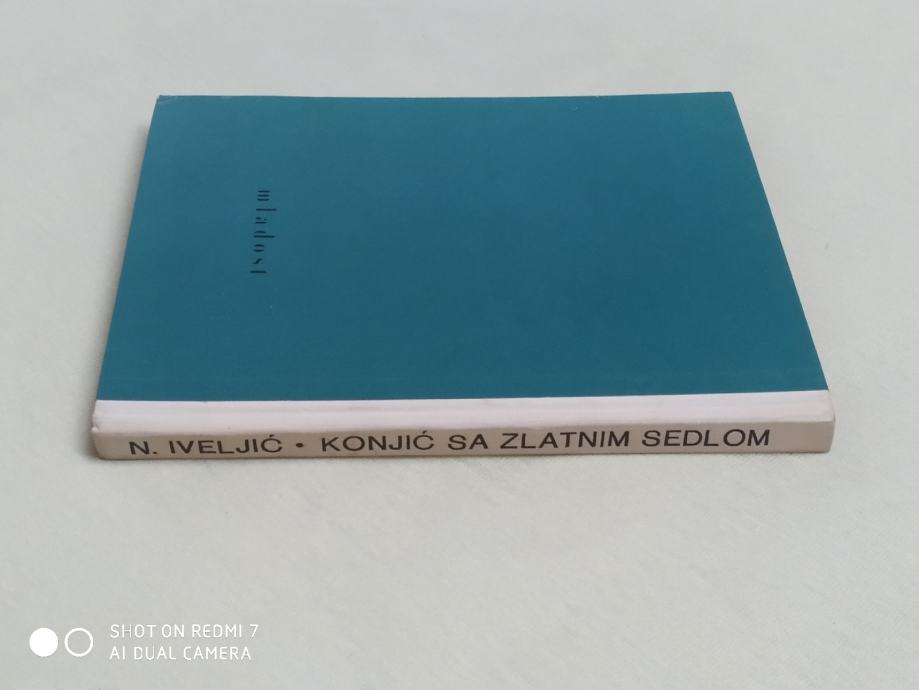 mladost
N. IVELJIĆ • KONJIĆ SA ZLATNIM SEDLOM
SHOT ON REDMI 7
AI DUAL CAMERA